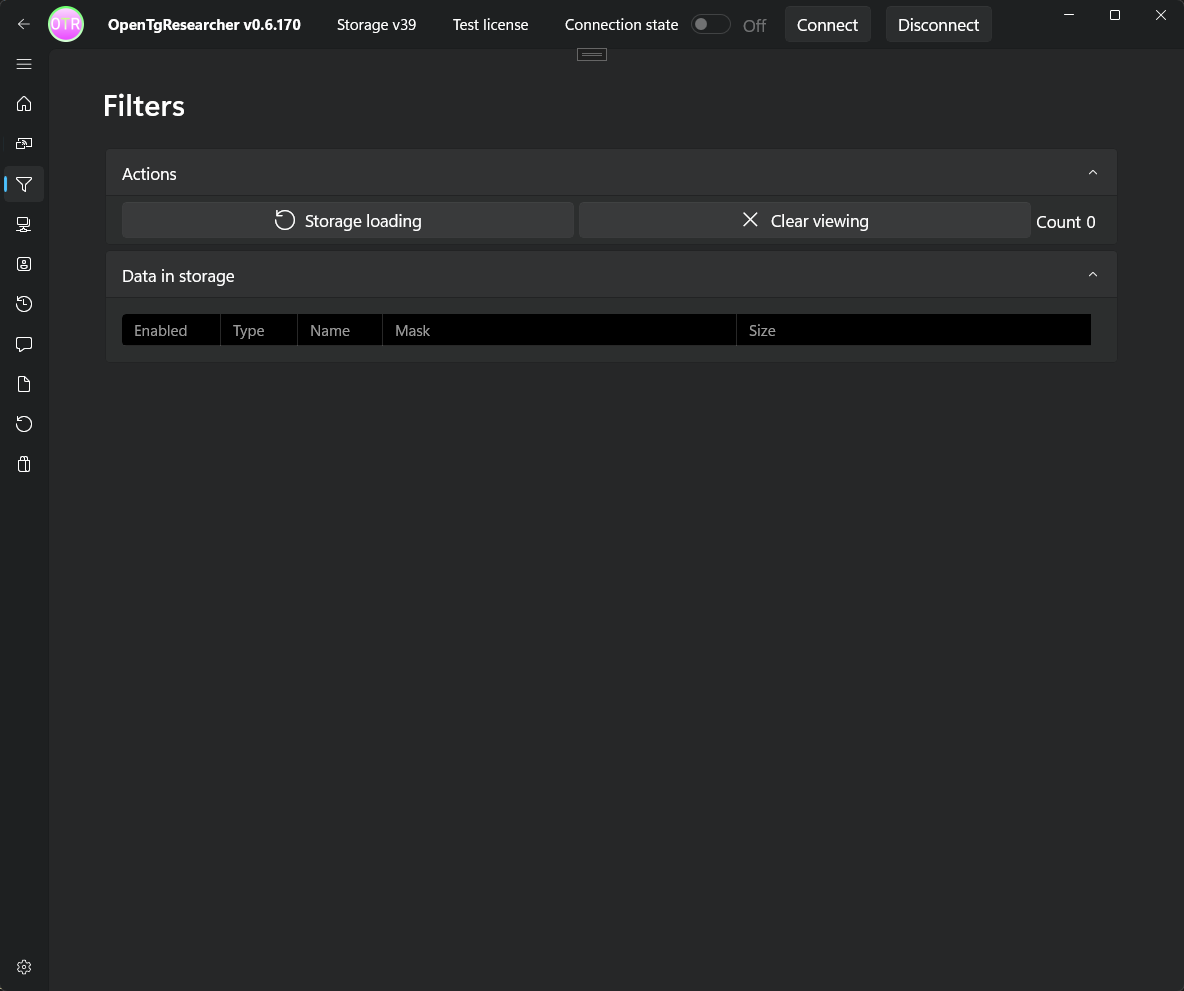 OTR OpenTgResearcher v0.6.170 Storage v39 Test license Connection state Off Connect Disconnect
Filters
Actions
Storage loading Clear viewing Count 0
Data in storage
Enabled Type Name Mask Size